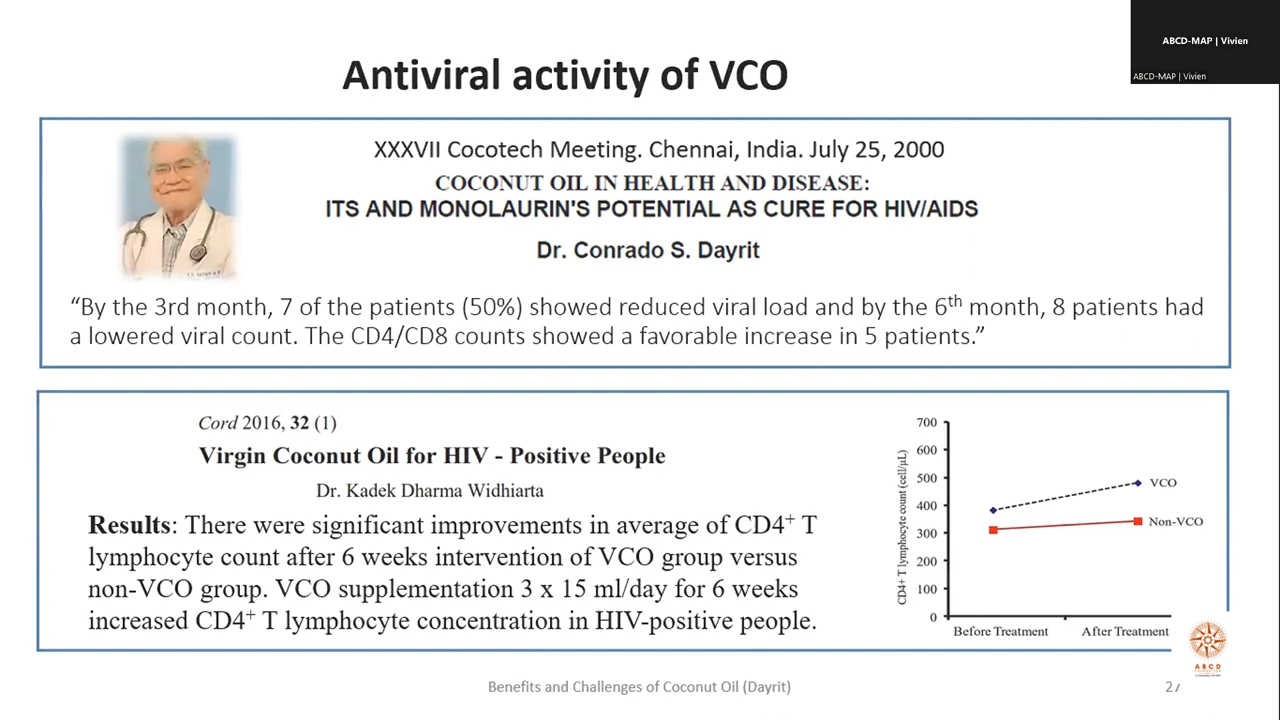 ABCD-MAP | Vivien
ABCD-MAP | Vivien
Antiviral activity of VCO
XXXVII Cocotech Meeting. Chennai, India. July 25, 2000
COCONUT OIL IN HEALTH AND DISEASE:
ITS AND MONOLAURIN'S POTENTIAL AS CURE FOR HIV/AIDS
Dr. Conrado S. Dayrit
“By the 3rd month, 7 of the patients (50%) showed reduced viral load and by the 6th month, 8 patients had
a lowered viral count. The CD4/CD8 counts showed a favorable increase in 5 patients.”
Cord 2016, 32 (1)
Virgin Coconut Oil for HIV - Positive People
Dr. Kadek Dharma Widhiarta
Results: There were significant improvements in average of CD4+ T
lymphocyte count after 6 weeks intervention of VCO group versus
non-VCO group. VCO supplementation 3 x 15 ml/day for 6 weeks
increased CD4+ T lymphocyte concentration in HIV-positive people.
CD4+ T lymphocyte count (cell/µL)
700
600
500
400
300
200
100
0
VCO
Non-VCO
Before Treatment
After Treatment
ABCD
Benefits and Challenges of Coconut Oil (Dayrit)
27